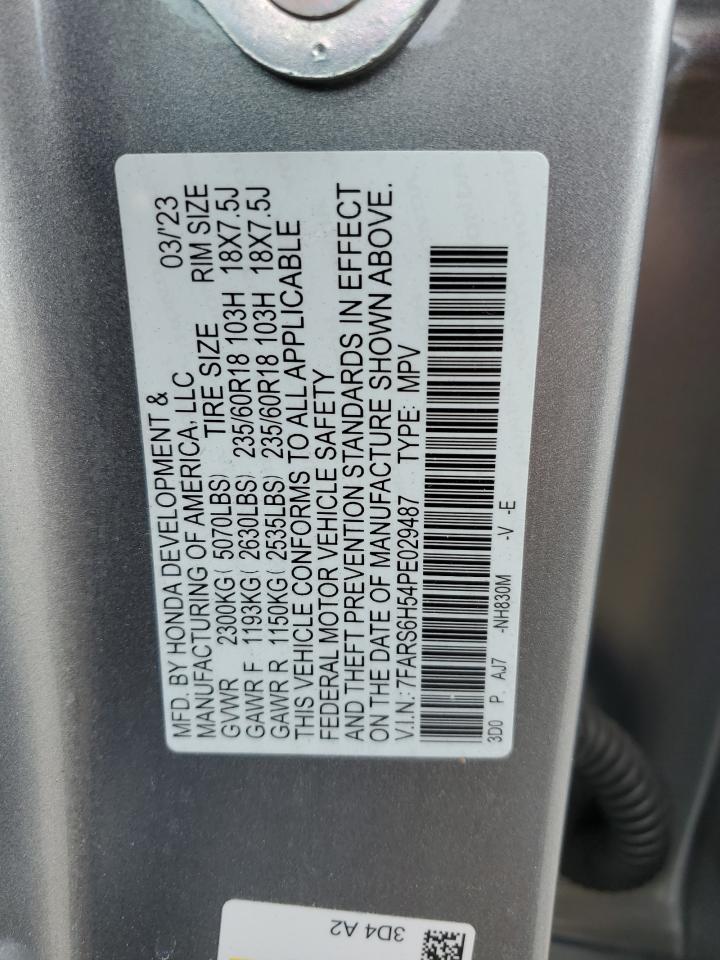 MFD. BY HONDA DEVELOPMENT & 03/'23
MANUFACTURING OF AMERICA, LLC RIM SIZE
GVWR 2300KG( 5070LBS) TIRE SIZE
GAWR F 1193KG( 2630LBS) 235/60R18 103H 18X7.5J
GAWR R 1150KG( 2535LBS) 235/60R18 103H 18X7.5J
THIS VEHICLE CONFORMS TO ALL APPLICABLE
FEDERAL MOTOR VEHICLE SAFETY
AND THEFT PREVENTION STANDARDS IN EFFECT
ON THE DATE OF MANUFACTURE SHOWN ABOVE.
V.I.N.: 7FARS6H54PE029487 TYPE: MPV
3D0 P AJ7 -NH830M -V -E
3D4 A2